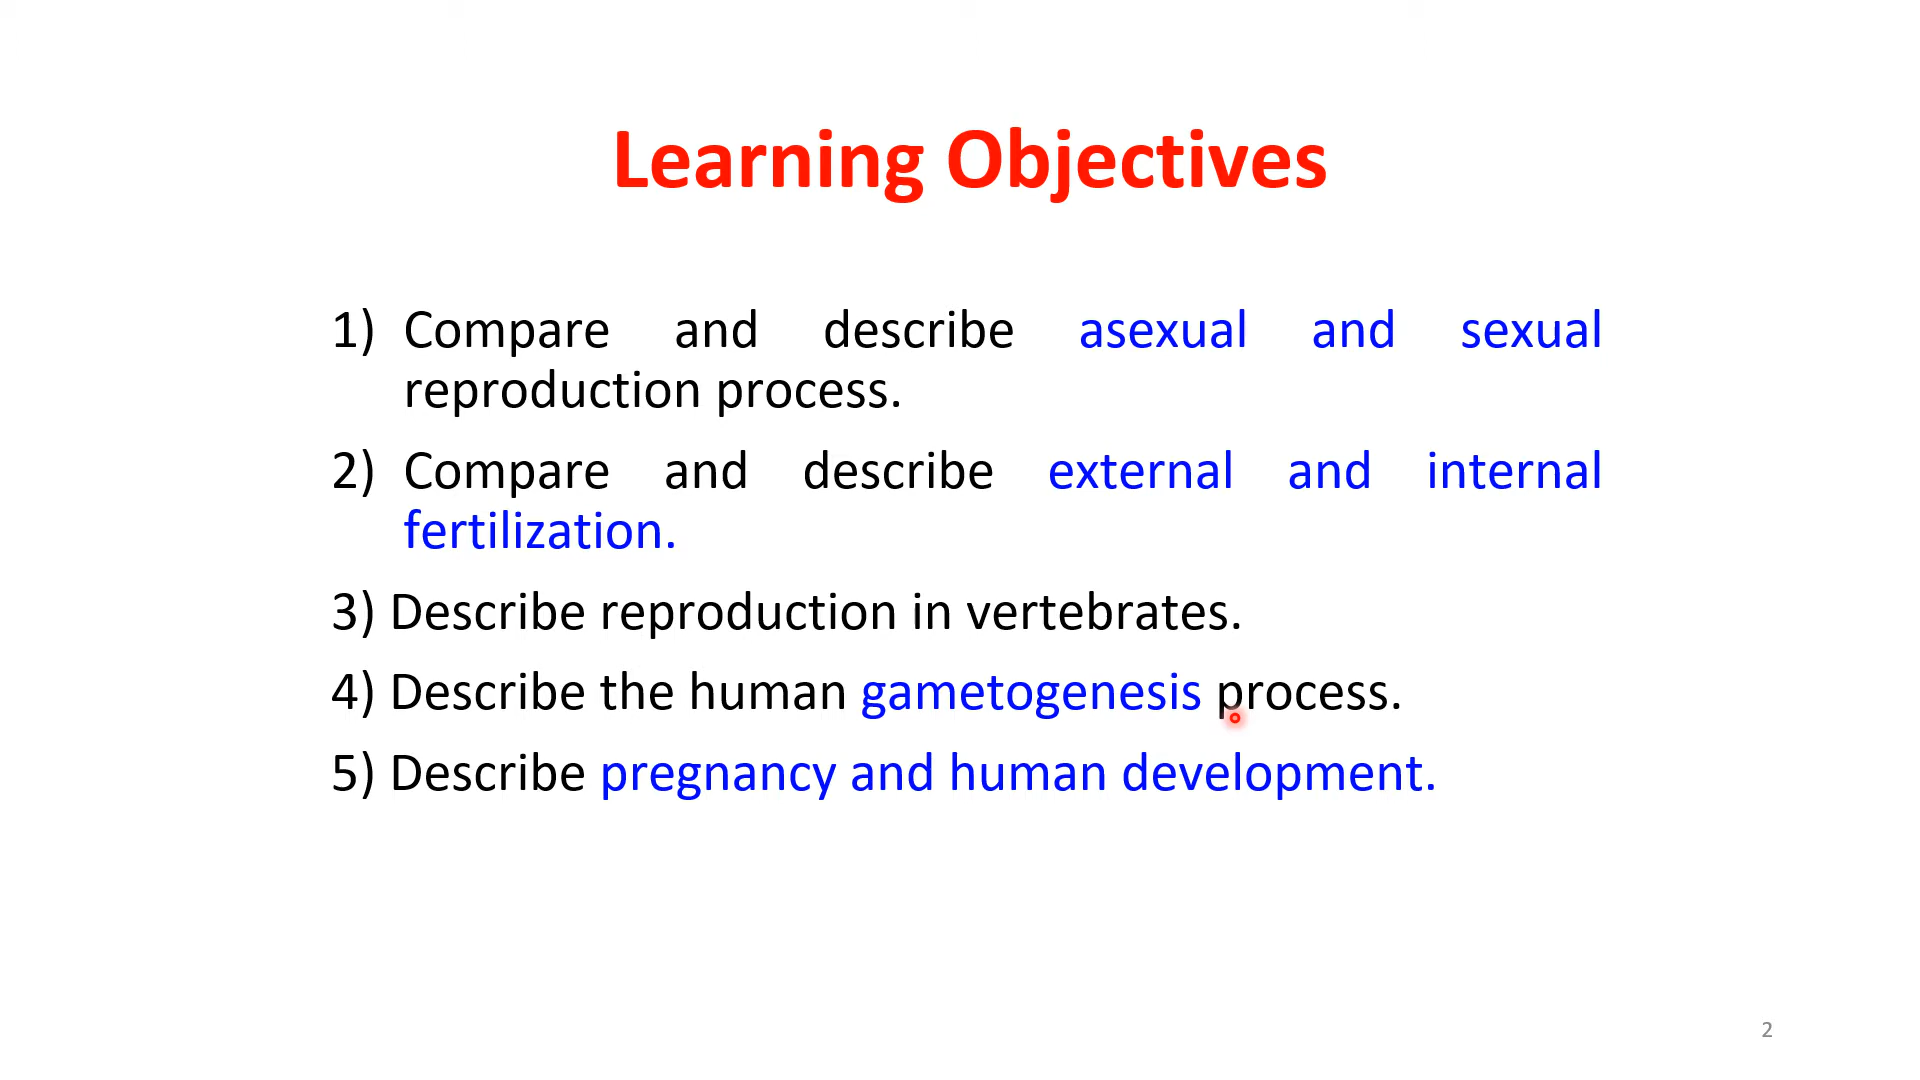 Learning Objectives
1) Compare and describe asexual and sexual
reproduction process.
2) Compare and describe external and internal
fertilization.
3) Describe reproduction in vertebrates.
4) Describe the human gametogenesis process.
5) Describe pregnancy and human development.
2